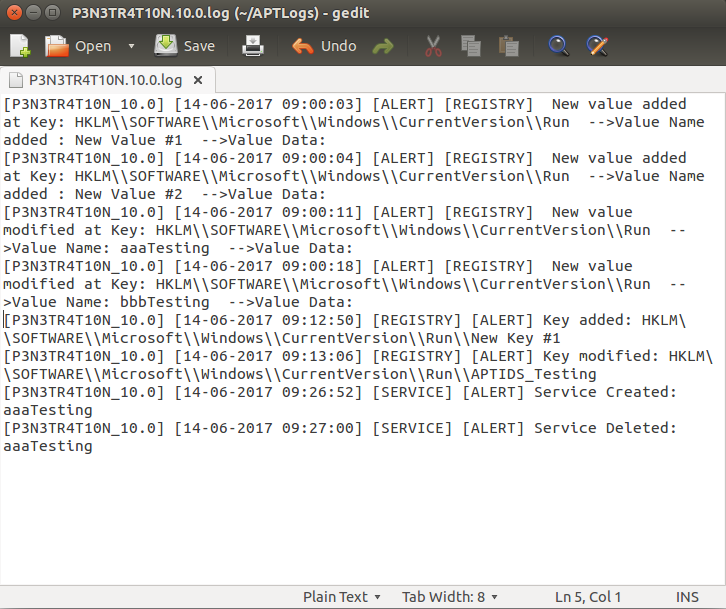 P3N3TR4T10N.10.0.log (~/APTLogs) - gedit
Open Save Undo
P3N3TR4T10N.10.0.log ×
[P3N3TR4T10N_10.0] [14-06-2017 09:00:03] [ALERT] [REGISTRY]  New value added
at Key: HKLM\\SOFTWARE\\Microsoft\\Windows\\CurrentVersion\\Run  -->Value Name
added : New Value #1  -->Value Data:
[P3N3TR4T10N_10.0] [14-06-2017 09:00:04] [ALERT] [REGISTRY]  New value added
at Key: HKLM\\SOFTWARE\\Microsoft\\Windows\\CurrentVersion\\Run  -->Value Name
added : New Value #2  -->Value Data:
[P3N3TR4T10N_10.0] [14-06-2017 09:00:11] [ALERT] [REGISTRY]  New value
modified at Key: HKLM\\SOFTWARE\\Microsoft\\Windows\\CurrentVersion\\Run  --
>Value Name: aaaTesting  -->Value Data:
[P3N3TR4T10N_10.0] [14-06-2017 09:00:18] [ALERT] [REGISTRY]  New value
modified at Key: HKLM\\SOFTWARE\\Microsoft\\Windows\\CurrentVersion\\Run  --
>Value Name: bbbTesting  -->Value Data:
[P3N3TR4T10N_10.0] [14-06-2017 09:12:50] [REGISTRY] [ALERT] Key added: HKLM\
\SOFTWARE\\Microsoft\\Windows\\CurrentVersion\\Run\\New Key #1
[P3N3TR4T10N_10.0] [14-06-2017 09:13:06] [REGISTRY] [ALERT] Key modified: HKLM\
\SOFTWARE\\Microsoft\\Windows\\CurrentVersion\\Run\\APTIDS_Testing
[P3N3TR4T10N_10.0] [14-06-2017 09:26:52] [SERVICE] [ALERT] Service Created:
aaaTesting
[P3N3TR4T10N_10.0] [14-06-2017 09:27:00] [SERVICE] [ALERT] Service Deleted:
aaaTesting
Plain Text Tab Width: 8 Ln 5, Col 1 INS